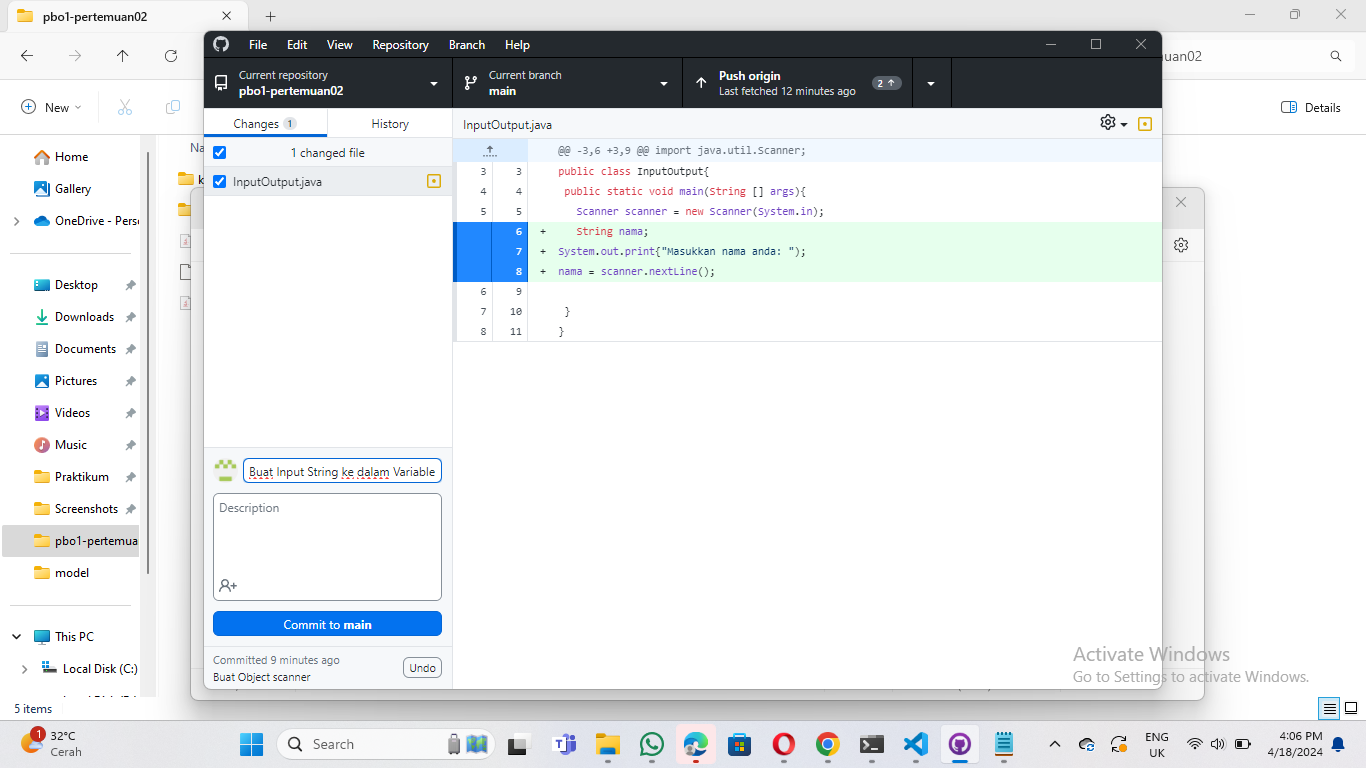 pbo1-pertemuan02
File Edit View Repository Branch Help
uan02
Current repository
pbo1-pertemuan02
Current branch
main
Push origin
Last fetched 12 minutes ago
2
New
Details
Changes 1
History
InputOutput.java
1 changed file
InputOutput.java
@@ -3,6 +3,9 @@ import java.util.Scanner;
3 3 public class InputOutput{
4 4 public static void main(String [] args){
5 5 Scanner scanner = new Scanner(System.in);
6 + String nama;
7 + System.out.print{"Masukkan nama anda: ");
8 + nama = scanner.nextLine();
6 9
7 10 }
8 11 }
Na
k
Home
Gallery
OneDrive - Pers
Desktop
Downloads
Documents
Pictures
Videos
Music
Praktikum
Screenshots
pbo1-pertemua
model
This PC
Local Disk (C:)
5 items
Buat Input String ke dalam Variable
Description
Commit to main
Committed 9 minutes ago
Buat Object scanner
Undo
Activate Windows
Go to Settings to activate Windows.
1
32°C
Cerah
Search
ENG
UK
4:06 PM
4/18/2024